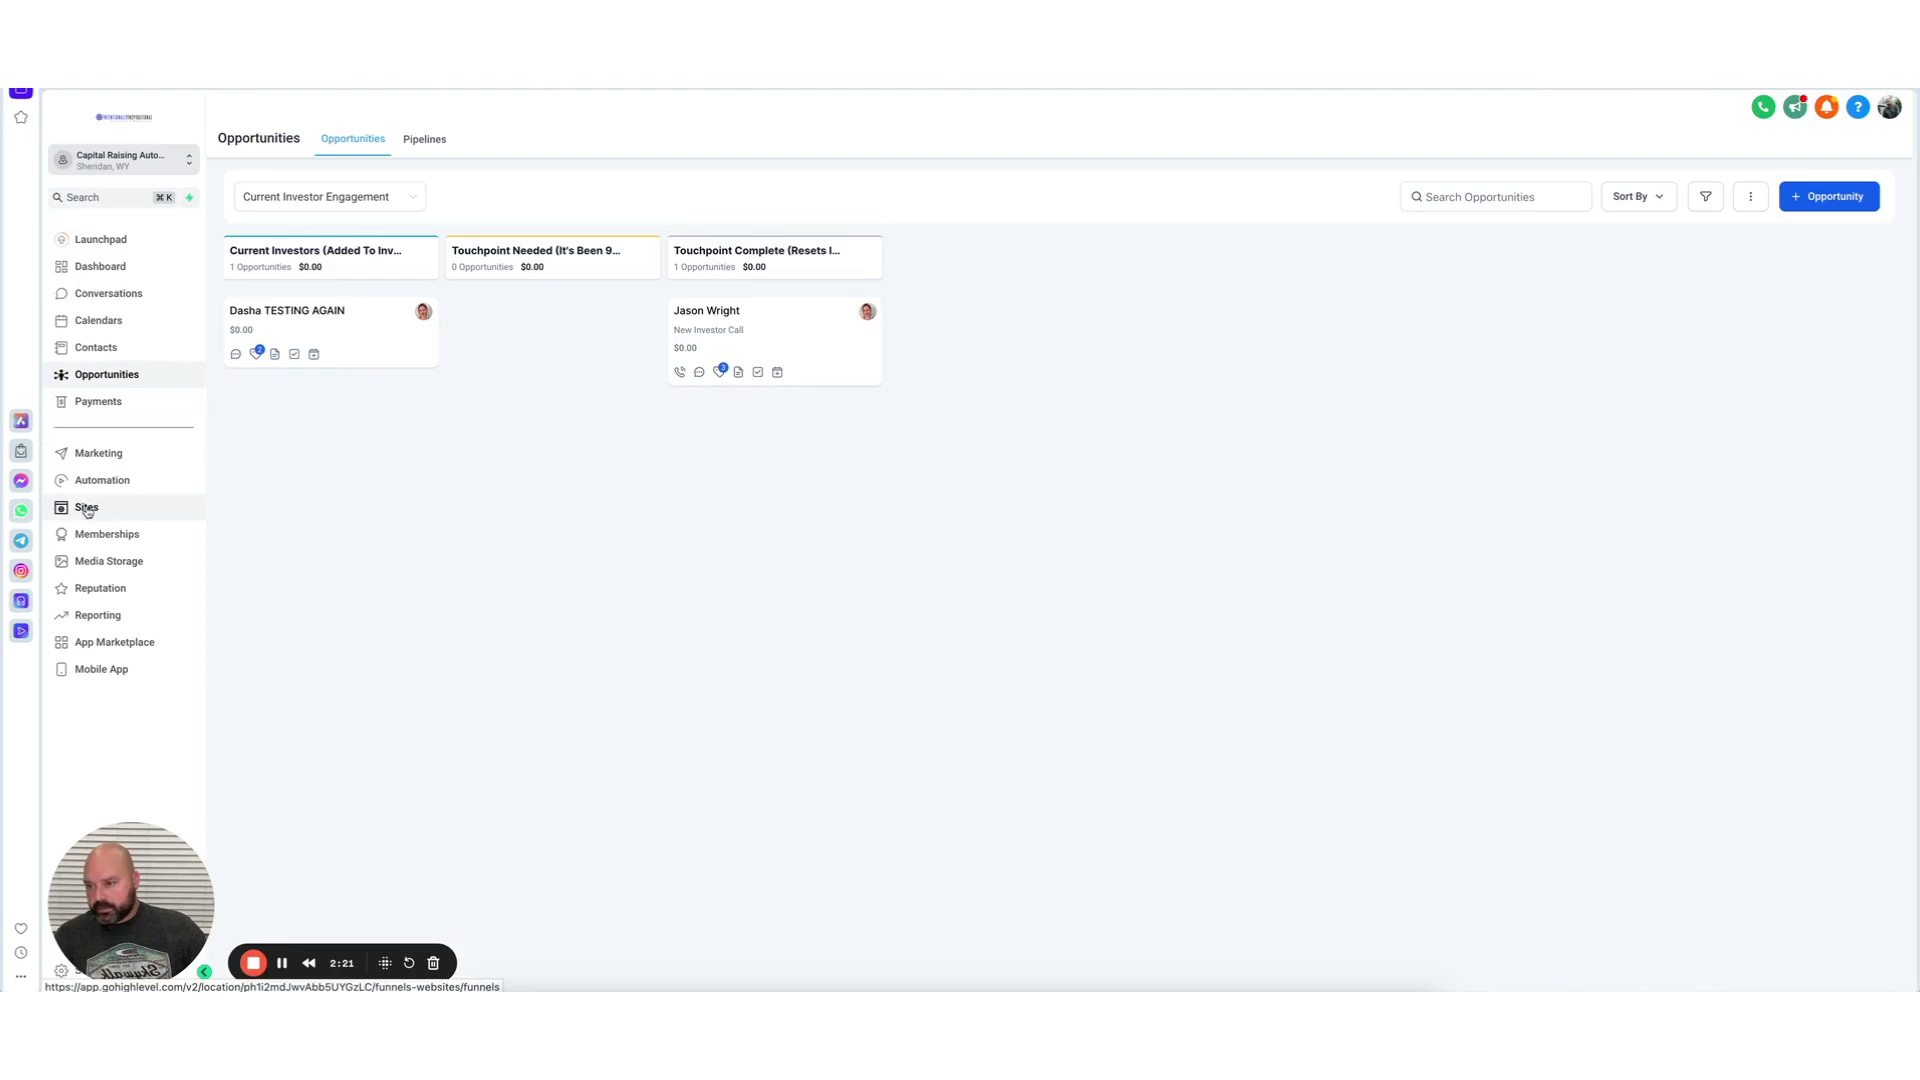 Capital Raising Auto...
Sheridan, WY
Search
⌘ K
Launchpad
Dashboard
Conversations
Calendars
Contacts
Opportunities
Payments
Marketing
Automation
Sites
Memberships
Media Storage
Reputation
Reporting
App Marketplace
Mobile App
Opportunities
Opportunities
Pipelines
Current Investor Engagement
Search Opportunities
Sort By
+ Opportunity
Current Investors (Added To Inv...
1 Opportunities $0.00
Touchpoint Needed (It's Been 9...
0 Opportunities $0.00
Touchpoint Complete (Resets I...
1 Opportunities $0.00
Dasha TESTING AGAIN
$0.00
2
Jason Wright
New Investor Call
$0.00
3
2:21
https://app.gohighlevel.com/v2/location/ph1i2mdJwvAbb5UYGzLC/funnels-websites/funnels